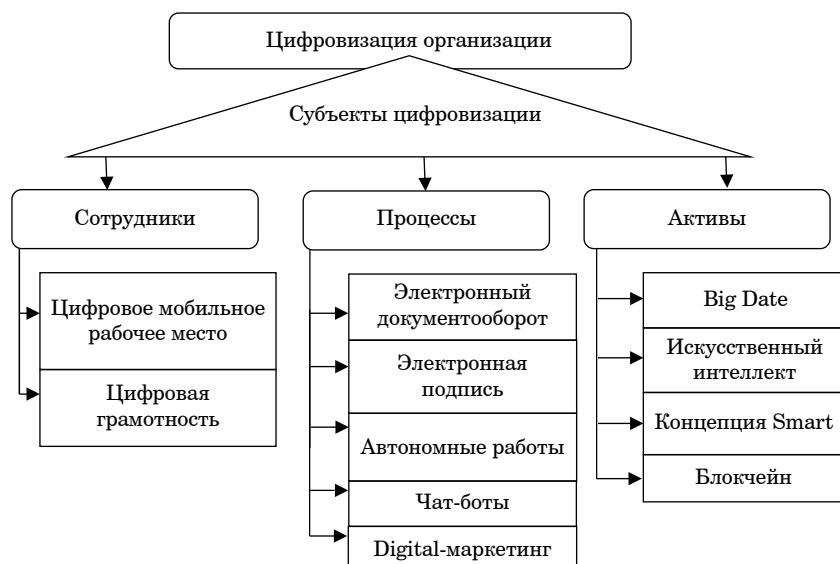 Цифровизация организации
Субъекты цифровизации
Сотрудники
Цифровое мобильное
рабочее место
Цифровая
грамотность
Процессы
Электронный
документооборот
Электронная
подпись
Автономные работы
Чат-боты
Digital-маркетинг
Активы
Big Date
Искусственный
интеллект
Концепция Smart
Блокчейн